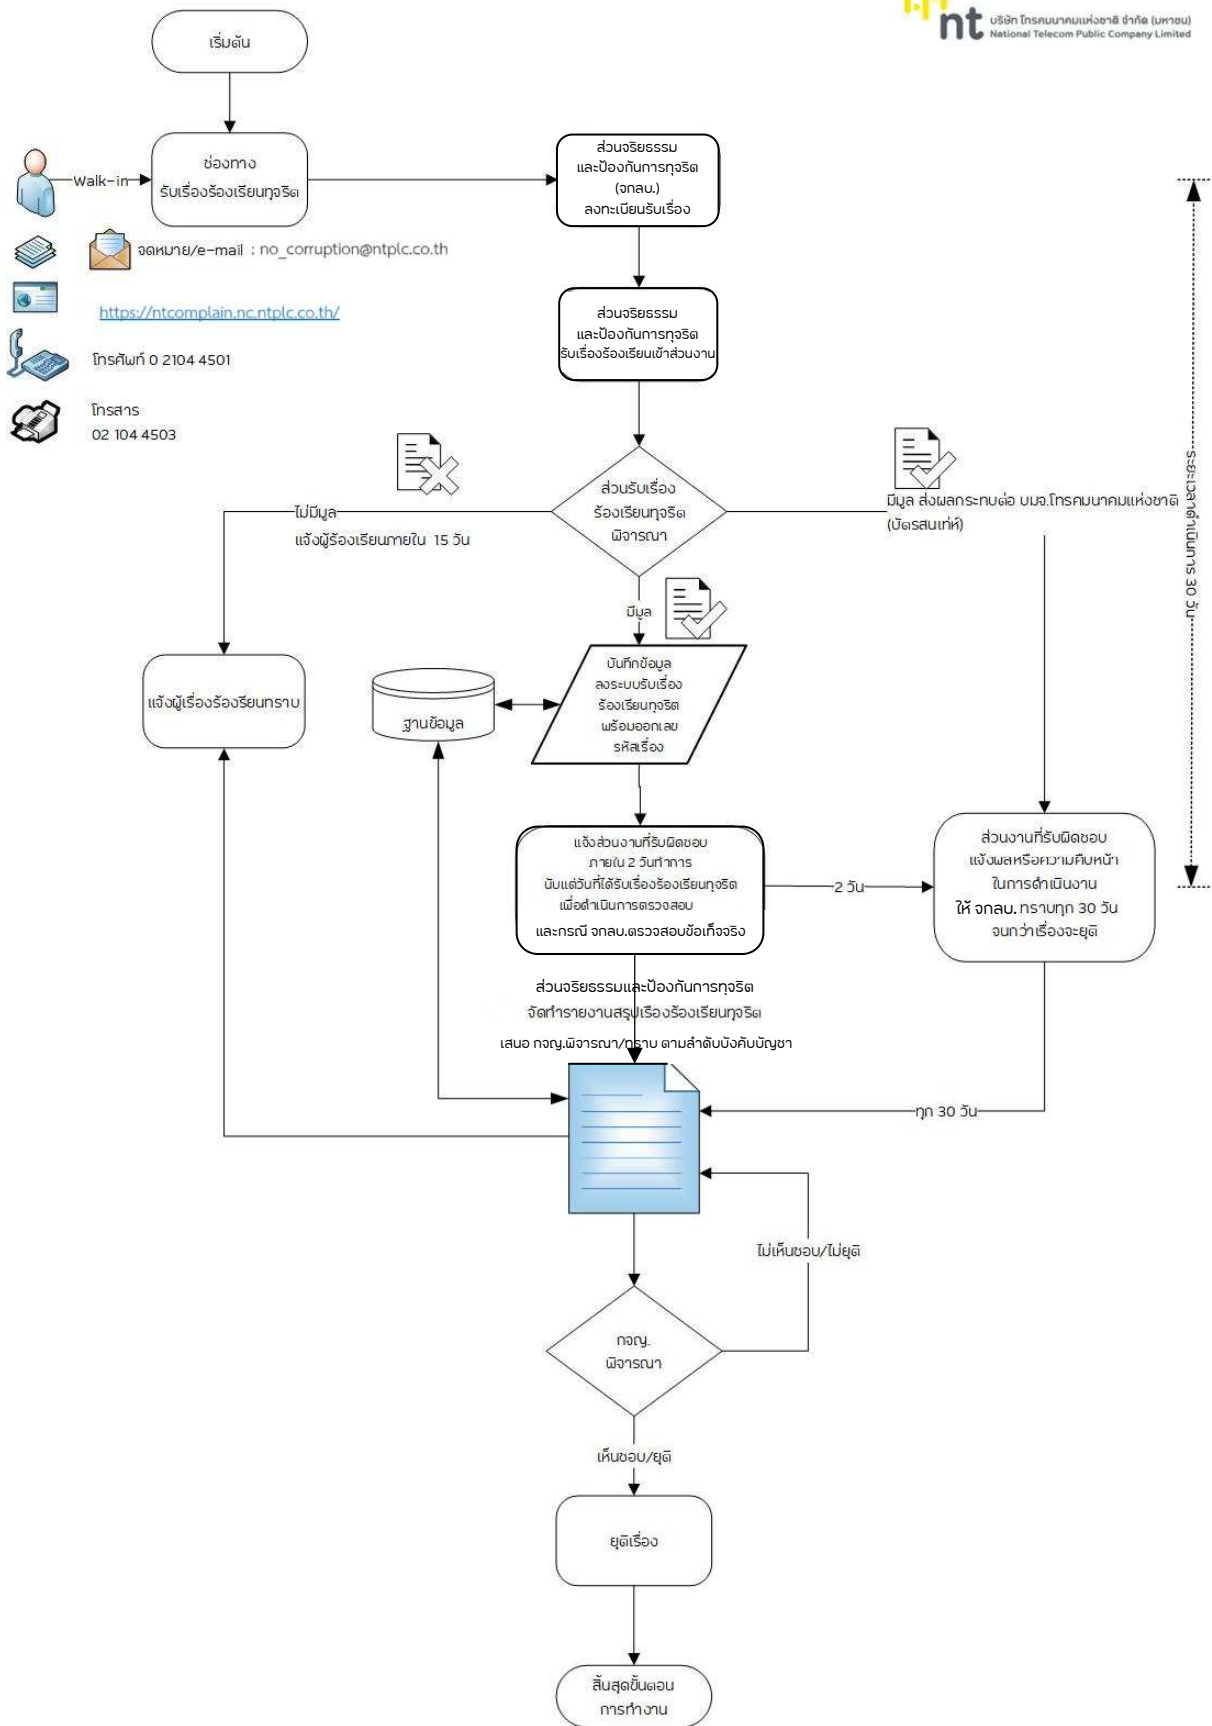 nt บริษัท โทรคมนาคมแห่งชาติ จำกัด (มหาชน)
National Telecom Public Company Limited
เริ่มต้น
Walk-in
ช่องทาง
รับเรื่องร้องเรียนทุจริต
ส่วนจริยธรรม
และป้องกันการทุจริต
(จกลบ.)
ลงทะเบียนรับเรื่อง
จดหมาย/e-mail : no_corruption@ntplc.co.th
https://ntcomplain.nc.ntplc.co.th/
โทรศัพท์ 0 2104 4501
โทรสาร
02 104 4503
ส่วนจริยธรรม
และป้องกันการทุจริต
รับเรื่องร้องเรียนเข้าส่วนงาน
ระยะเวลาดำเนินการ 30 วัน
ส่วนรับเรื่อง
ร้องเรียนทุจริต
พิจารณา
ไม่มีมูล
แจ้งผู้ร้องเรียนภายใน 15 วัน
มีมูล ส่งผลกระทบต่อ บมจ.โทรคมนาคมแห่งชาติ
(บัตรสนเท่ห์)
มีมูล
แจ้งผู้เรื่องร้องเรียนทราบ
ฐานข้อมูล
บันทึกข้อมูล
ลงระบบรับเรื่อง
ร้องเรียนทุจริต
พร้อมออกเลข
รหัสเรื่อง
แจ้งส่วนงานที่รับผิดชอบ
ภายใน 2 วันทำการ
นับแต่วันที่ได้รับเรื่องร้องเรียนทุจริต
เพื่อดำเนินการตรวจสอบ
และกรณี จกลบ.ตรวจสอบข้อเท็จจริง
2 วัน
ส่วนงานที่รับผิดชอบ
แจ้งผลหรือความคืบหน้า
ในการดำเนินงาน
ให้ จกลบ. ทราบทุก 30 วัน
จนกว่าเรื่องจะยุติ
ส่วนจริยธรรมและป้องกันการทุจริต
จัดทำรายงานสรุปเรื่องร้องเรียนทุจริต
เสนอ กจญ.พิจารณา/ทราบ ตามลำดับบังคับบัญชา
ทุก 30 วัน
ไม่เห็นชอบ/ไม่ยุติ
กจญ.
พิจารณา
เห็นชอบ/ยุติ
ยุติเรื่อง
สิ้นสุดขั้นตอน
การทำงาน